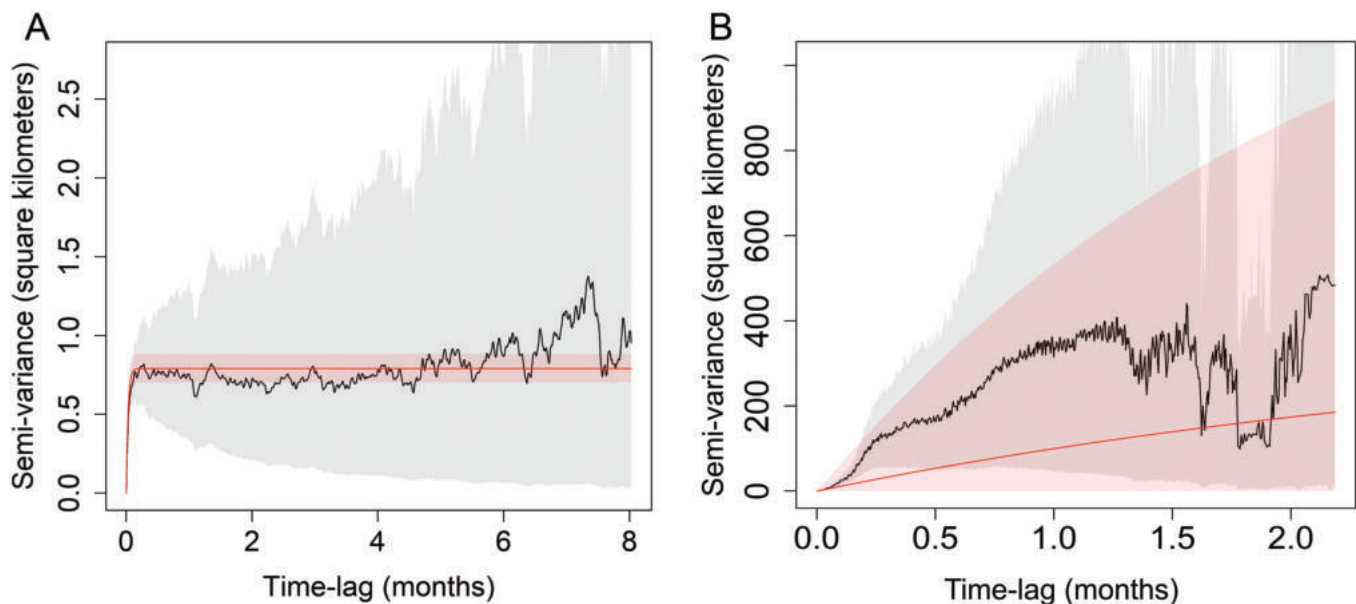 A
Semi-variance (square kilometers)
2.5
2.0
1.5
1.0
0.5
0.0
0 2 4 6 8
Time-lag (months)
B
Semi-variance (square kilometers)
800
600
400
200
0
0.0 0.5 1.0 1.5 2.0
Time-lag (months)